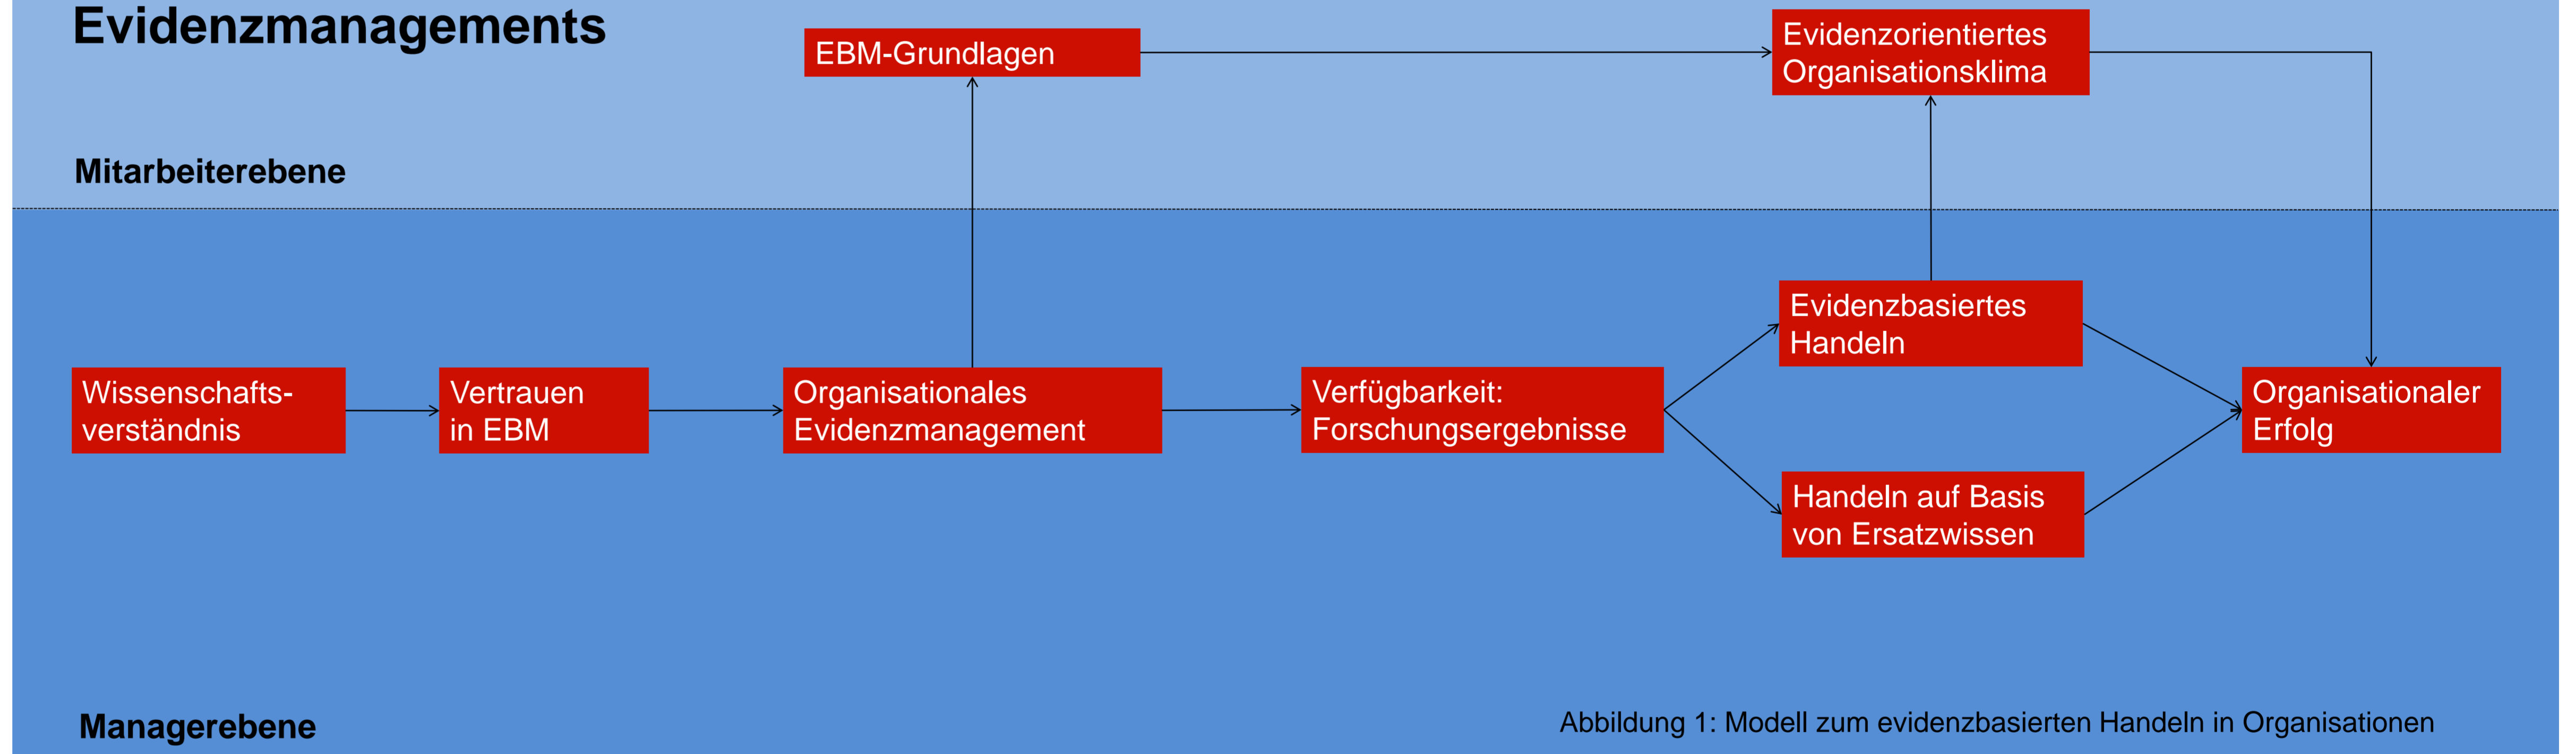 Evidenzmanagements
EBM-Grundlagen
Evidenzorientiertes
Organisationsklima
Mitarbeiterebene
Evidenzbasiertes
Handeln
Wissenschafts-
verständnis
Vertrauen
in EBM
Organisationales
Evidenzmanagement
Verfügbarkeit:
Forschungsergebnisse
Organisationaler
Erfolg
Handeln auf Basis
von Ersatzwissen
Managerebene
Abbildung 1: Modell zum evidenzbasierten Handeln in Organisationen